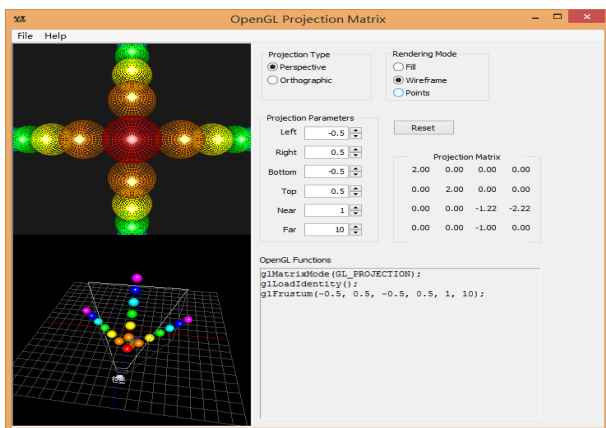 OpenGL Projection Matrix
File Help
Projection Type
Perspective
Orthographic
Rendering Mode
Fill
Wireframe
Points
Projection Parameters
Left -0.5
Right 0.5
Bottom -0.5
Top 0.5
Near 1
Far 10
Reset
Projection Matrix
2.00 0.00 0.00 0.00
0.00 2.00 0.00 0.00
0.00 0.00 -1.22 -2.22
0.00 0.00 -1.00 0.00
OpenGL Functions
glMatrixMode(GL_PROJECTION);
glLoadIdentity();
glFrustum(-0.5, 0.5, -0.5, 0.5, 1, 10);